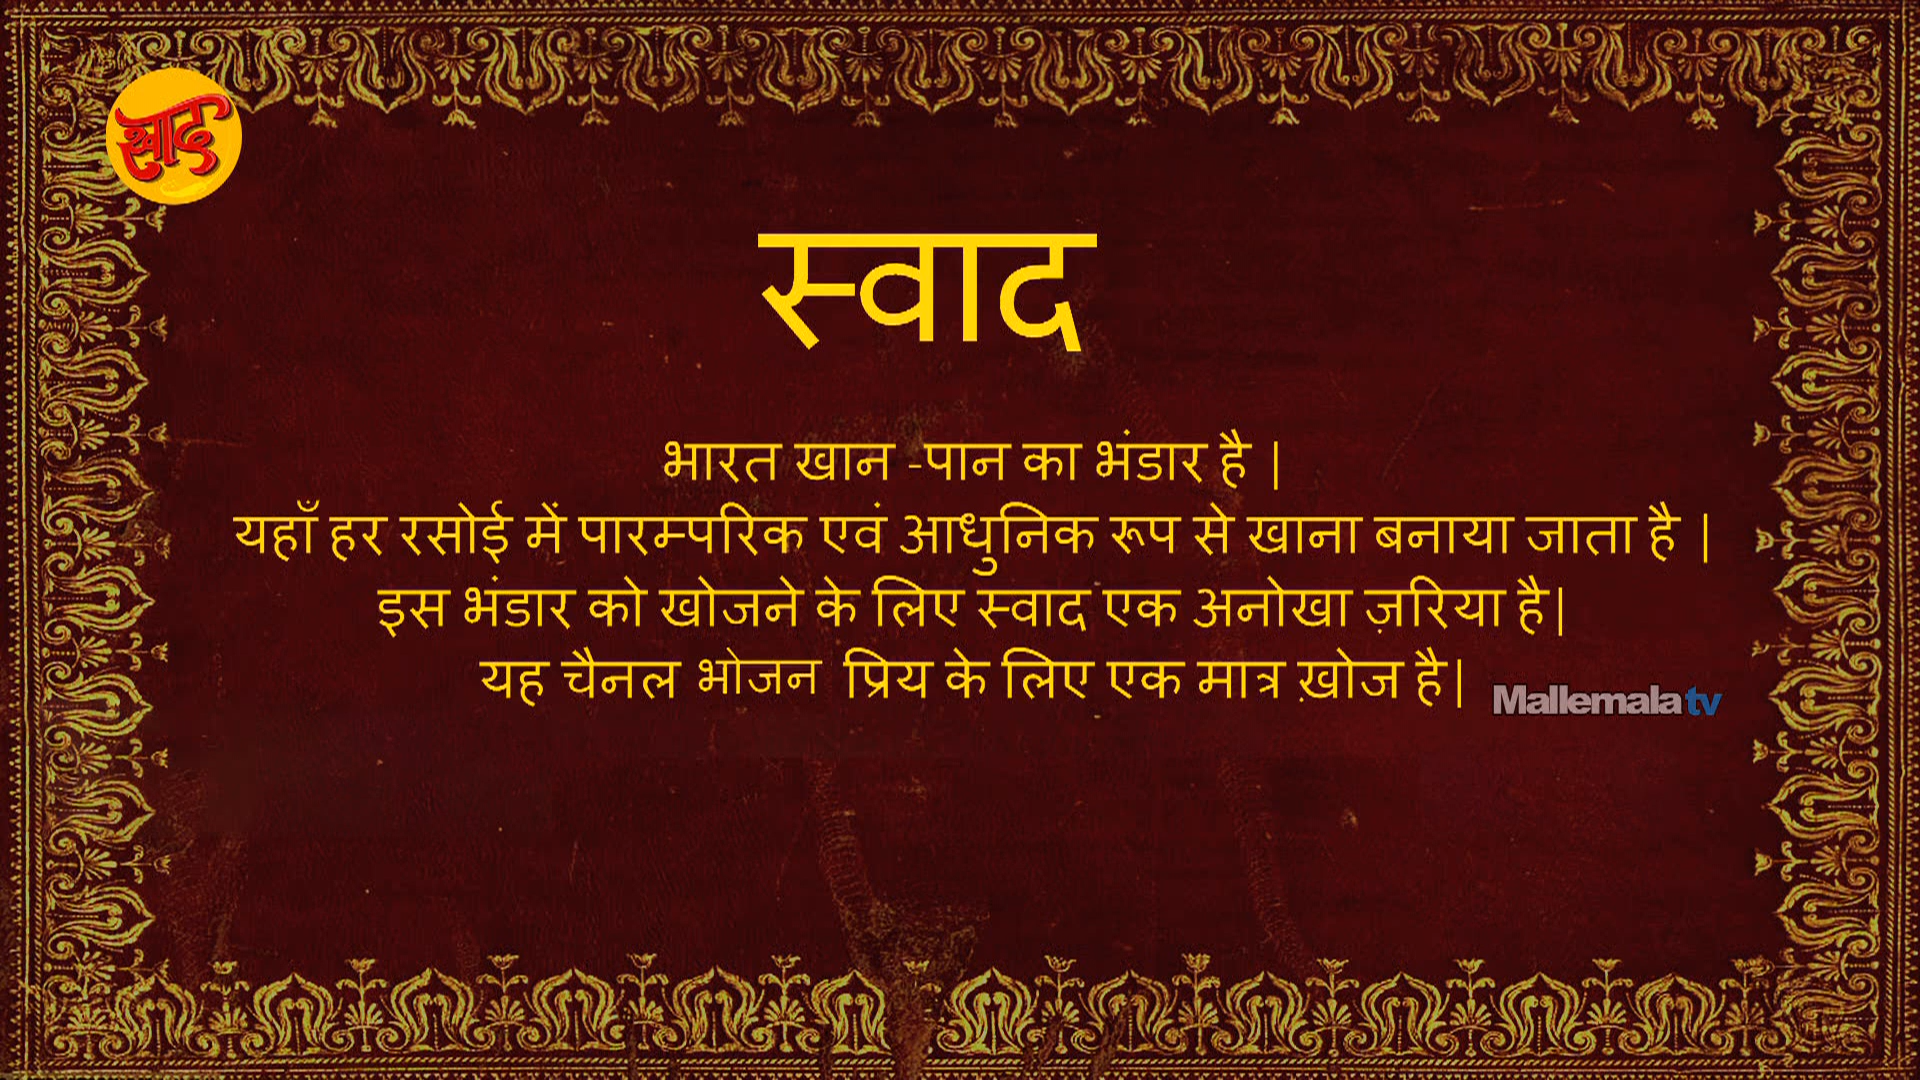 स्वाद
स्वाद
भारत खान -पान का भंडार है |
यहाँ हर रसोई में पारम्परिक एवं आधुनिक रूप से खाना बनाया जाता है |
इस भंडार को खोजने के लिए स्वाद एक अनोखा ज़रिया है|
यह चैनल भोजन प्रिय के लिए एक मात्र ख़ोज है|
Mallemalatv